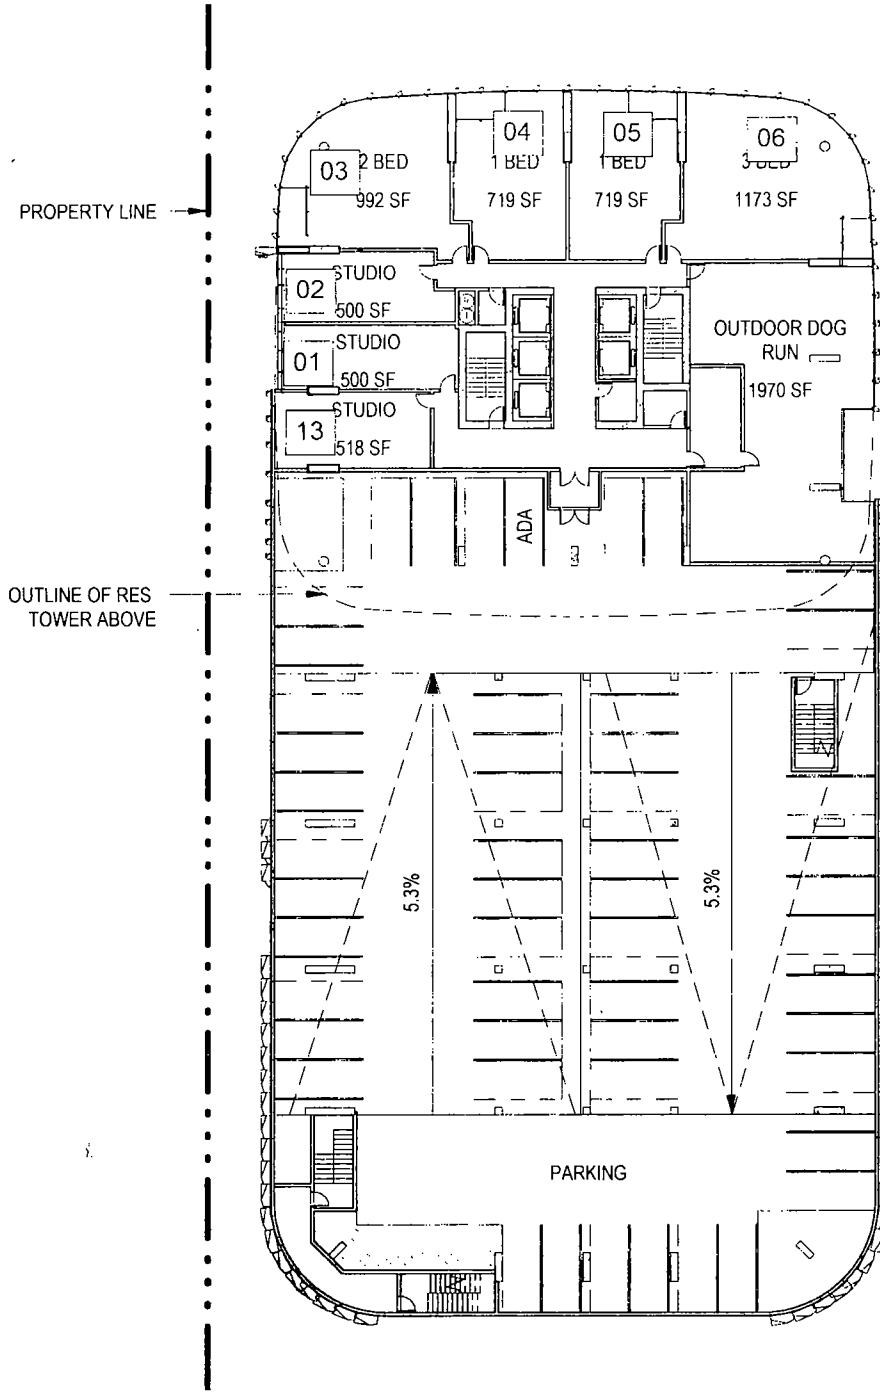 PROPERTY LINE
03
2 BED
992 SF
04
1 BED
719 SF
05
1 BED
719 SF
06
3 BED
1173 SF
02
STUDIO
500 SF
01
STUDIO
500 SF
13
STUDIO
518 SF
OUTDOOR DOG
RUN
1970 SF
ADA
OUTLINE OF RES
TOWER ABOVE
5.3%
5.3%
PARKING